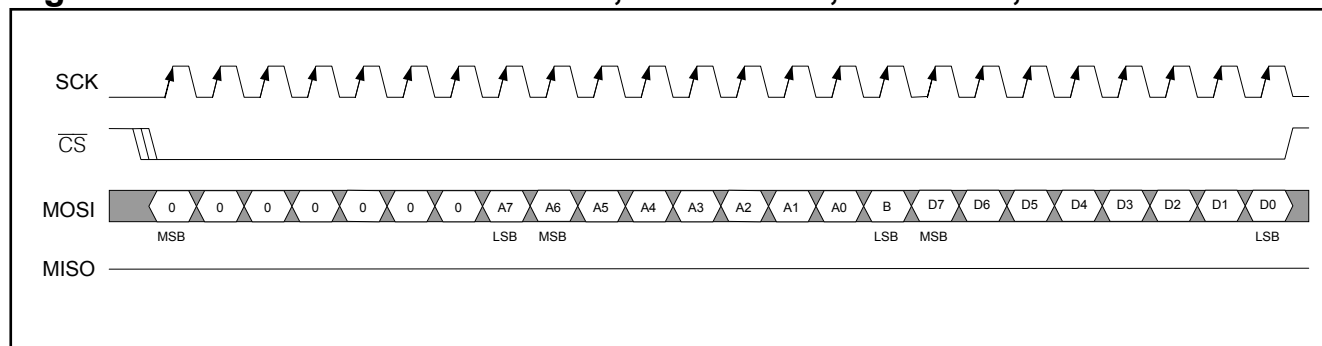 SCK
CS
MOSI 0 0 0 0 0 0 0 A7 A6 A5 A4 A3 A2 A1 A0 B D7 D6 D5 D4 D3 D2 D1 D0
MSB LSB MSB LSB MSB LSB
MISO